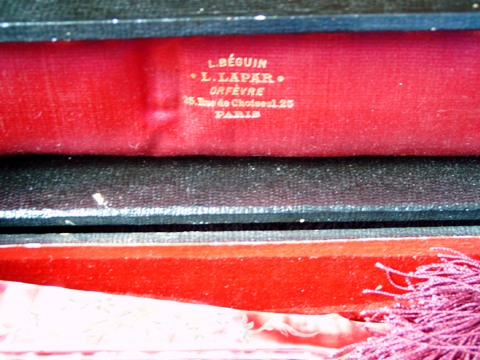 L. BÉGUIN
• L. LAPAR •
ORFÈVRE
25, Rue de Choiseul, 25
PARIS